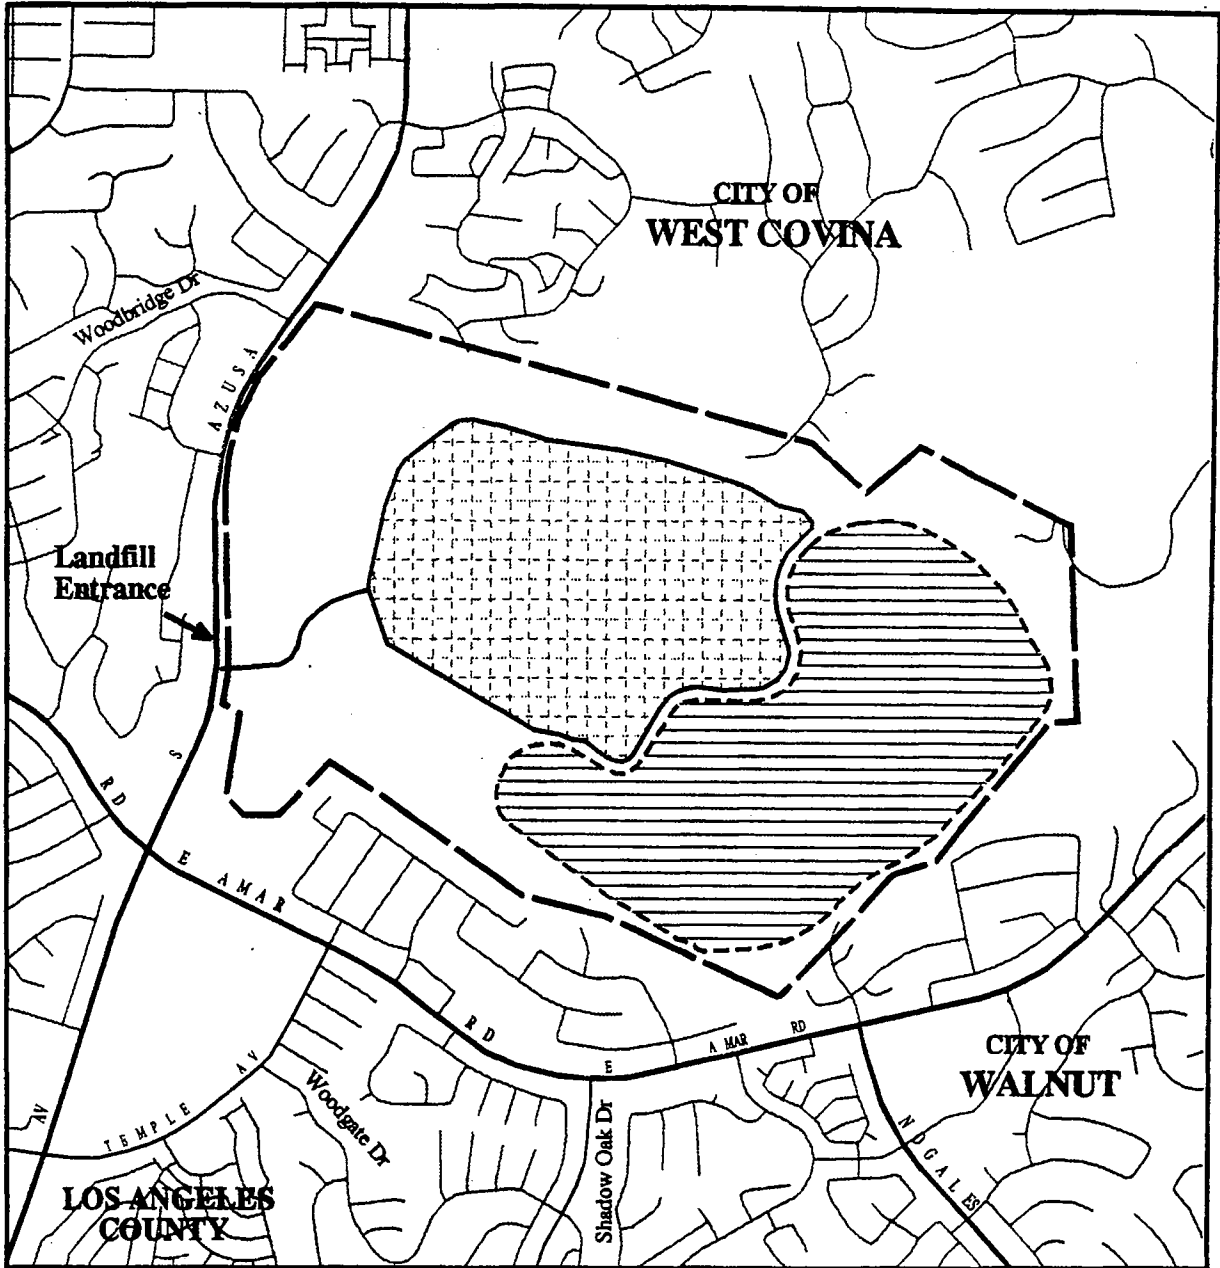 CITY OF
WEST COVINA
Woodbridge Dr
AZUSA
Landfill
Entrance
S
RD
E
AMAR
RD
E
AMAR
RD
CITY OF
WALNUT
AV
TEMPLE
AV
Woodgate Dr
Shadow Oak Dr
NOGALES
LOS ANGELES
COUNTY